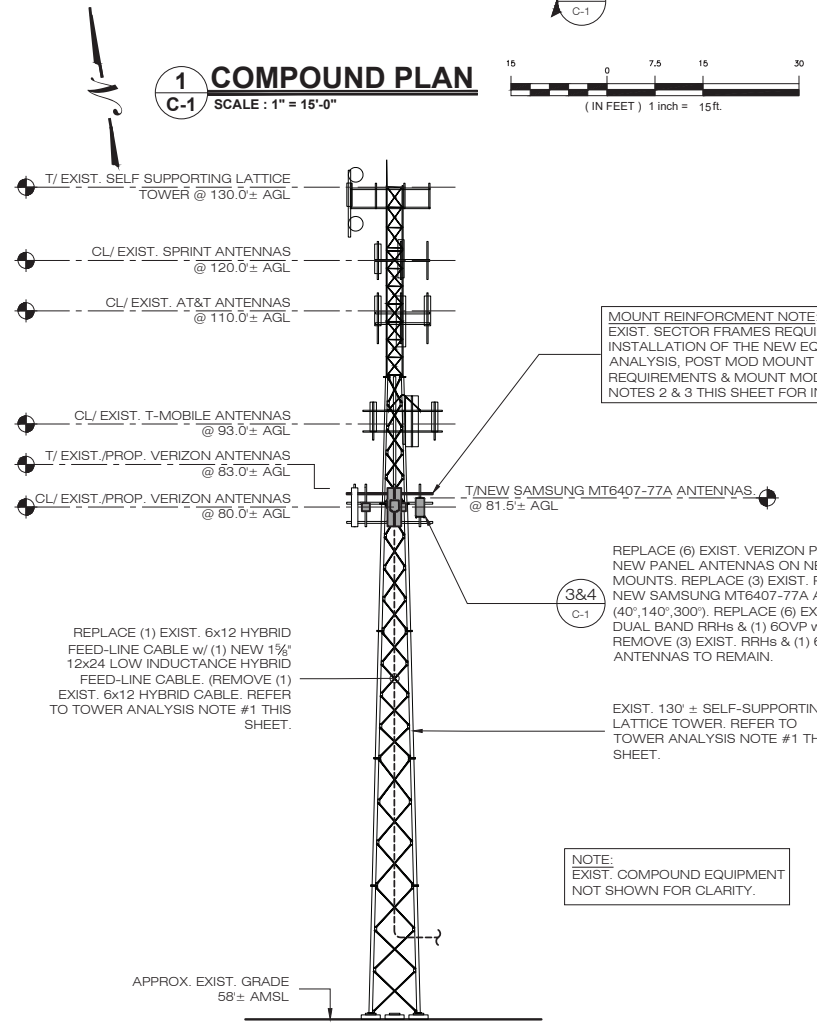 C-1
1
C-1
COMPOUND PLAN
SCALE : 1" = 15'-0"
15 0 7.5 15 30
( IN FEET ) 1 inch = 15ft.
T/ EXIST. SELF SUPPORTING LATTICE
TOWER @ 130.0'± AGL
CL/ EXIST. SPRINT ANTENNAS
@ 120.0'± AGL
CL/ EXIST. AT&T ANTENNAS
@ 110.0'± AGL
CL/ EXIST. T-MOBILE ANTENNAS
@ 93.0'± AGL
T/ EXIST./PROP. VERIZON ANTENNAS
@ 83.0'± AGL
CL/ EXIST./PROP. VERIZON ANTENNAS
@ 80.0'± AGL
MOUNT REINFORCMENT NOTE:
EXIST. SECTOR FRAMES
INSTALLATION OF THE NEW
ANALYSIS, POST MOD MOUNT
REQUIREMENTS & MOUNT
NOTES 2 & 3 THIS SHEET FOR
T/NEW SAMSUNG MT6407-77A ANTENNAS.
@ 81.5'± AGL
3&4
C-1
REPLACE (6) EXIST. VERIZON
NEW PANEL ANTENNAS ON
MOUNTS. REPLACE (3) EXIST.
NEW SAMSUNG MT6407-77A
(40°,140°,300°). REPLACE (6)
DUAL BAND RRHs & (1) 6OVP
REMOVE (3) EXIST. RRHs & (1)
ANTENNAS TO REMAIN.
REPLACE (1) EXIST. 6x12 HYBRID
FEED-LINE CABLE w/ (1) NEW 1⅝"
12x24 LOW INDUCTANCE HYBRID
FEED-LINE CABLE. (REMOVE (1)
EXIST. 6x12 HYBRID CABLE. REFER
TO TOWER ANALYSIS NOTE #1 THIS
SHEET.
EXIST. 130' ± SELF-SUPPORTING
LATTICE TOWER. REFER TO
TOWER ANALYSIS NOTE #1
SHEET.
NOTE:
EXIST. COMPOUND EQUIPMENT
NOT SHOWN FOR CLARITY.
APPROX. EXIST. GRADE
58'± AMSL